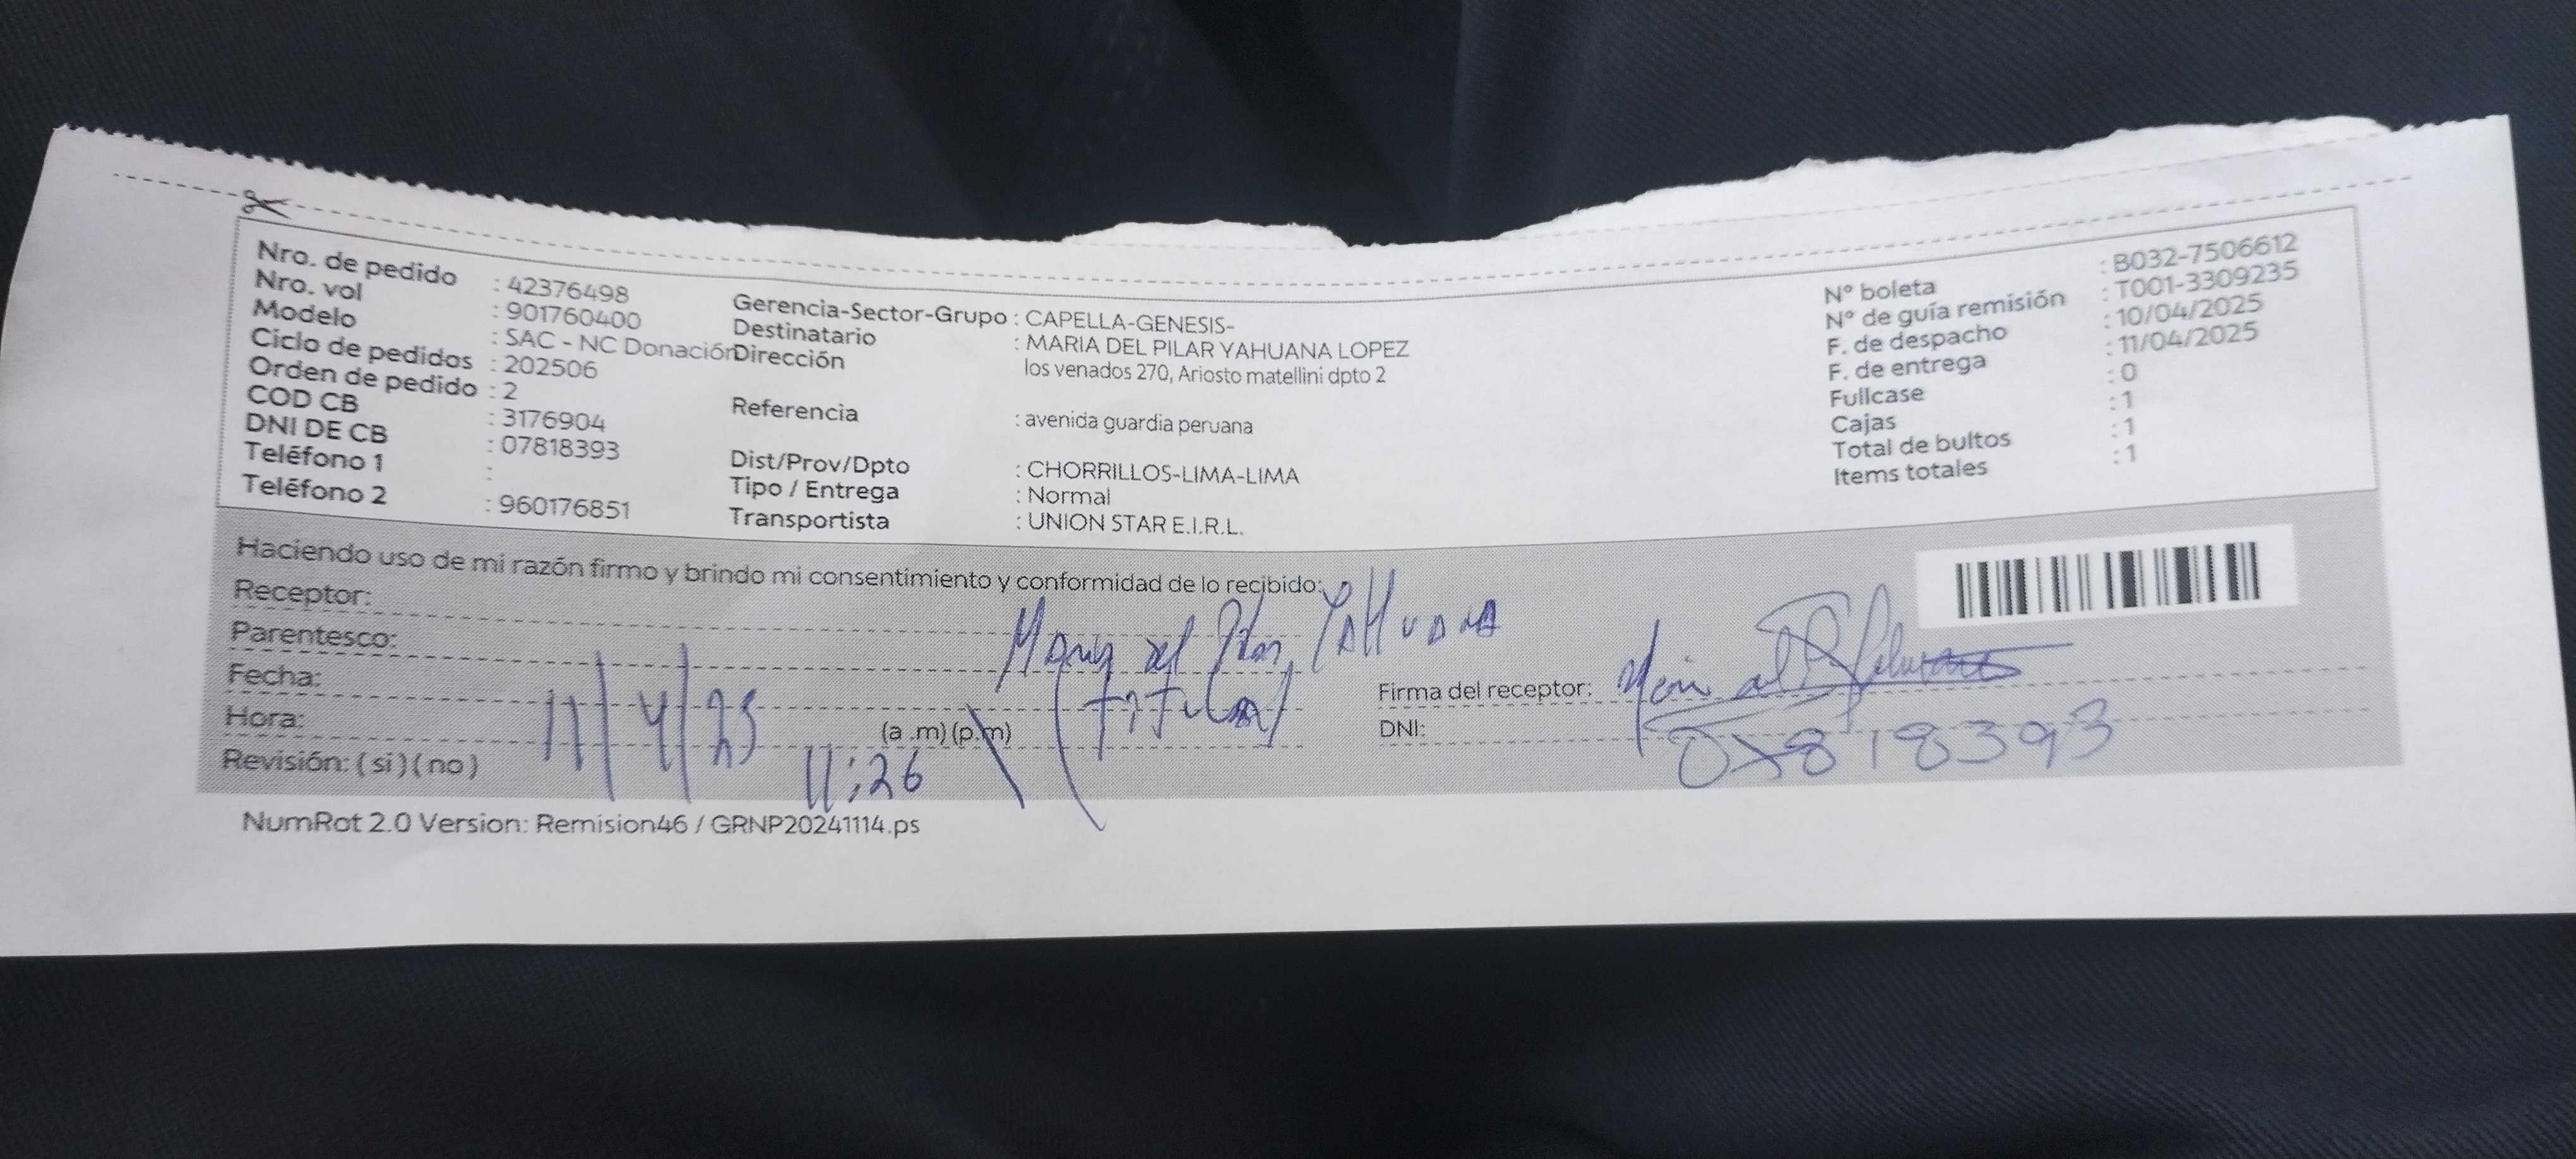 Nro. de pedido : 42376498
Nro. vol : 901760400
Modelo : SAC - NC Donación
Ciclo de pedidos : 202506
Orden de pedido : 2
COD CB : 3176904
DNI DE CB : 07818393
Teléfono 1 :
Teléfono 2 : 960176851
Gerencia-Sector-Grupo : CAPELLA-GENESIS-
Destinatario : MARIA DEL PILAR YAHUANA LOPEZ
Dirección los venados 270, Ariosto matellini dpto 2
Referencia : avenida guardia peruana
Dist/Prov/Dpto : CHORRILLOS-LIMA-LIMA
Tipo / Entrega : Normal
Transportista : UNION STAR E.I.R.L.
N° boleta : B032-7506612
N° de guía remisión : T001-3309235
F. de despacho : 10/04/2025
F. de entrega : 11/04/2025
Fullcase : 0
Cajas : 1
Total de bultos : 1
Items totales : 1
Haciendo uso de mi razón firmo y brindo mi consentimiento y conformidad de lo recibido:
Receptor: Maria del Pilar YAHUANA
Parentesco: (Titular)
Fecha: 11/4/25
Hora: 11:26 (a .m) (p.m)
Revisión: ( si ) ( no )
Firma del receptor:
DNI: 07818393
NumRot 2.0 Version: Remision46 / GRNP20241114.ps